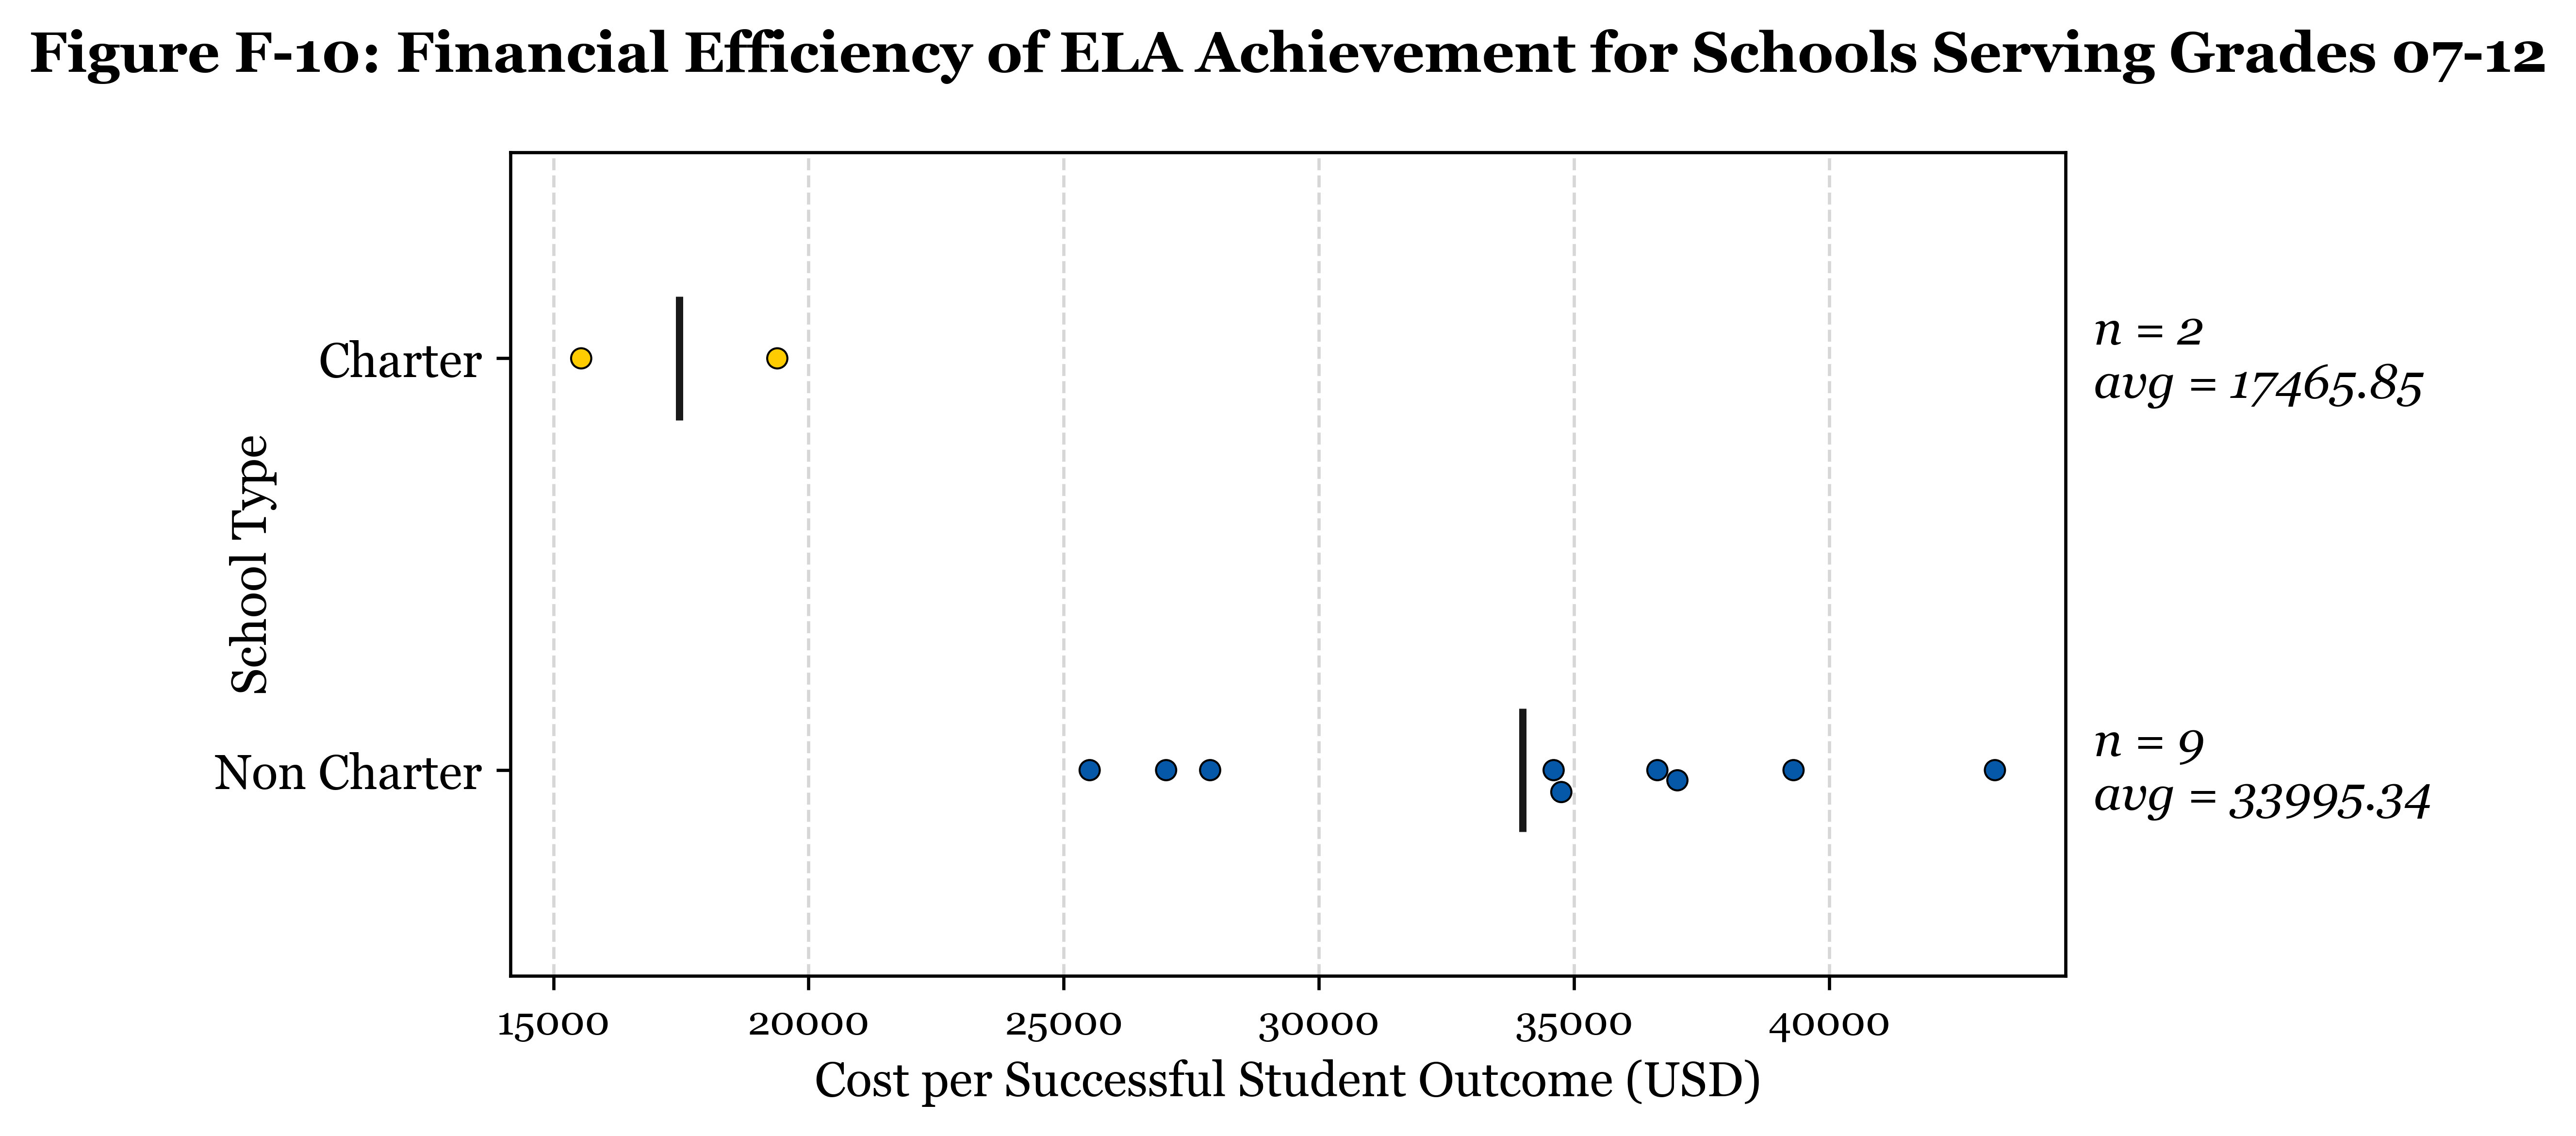 Figure F-10: Financial Efficiency of ELA Achievement for Schools Serving Grades 07-12
Charter
n = 2
avg = 17465.85
School Type
Non Charter
n = 9
avg = 33995.34
15000 20000 25000 30000 35000 40000
Cost per Successful Student Outcome (USD)